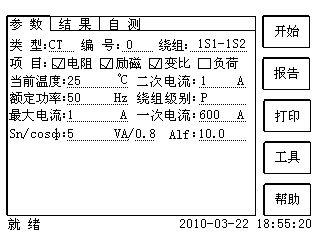 参数 结果 自测
类型:CT 编号:0 绕组: 1S1-1S2
项目: ☑电阻 ☑励磁 ☑变比 ☐负荷
当前温度:25 ℃ 二次电流:1 A
额定功率:50 Hz 绕组级别:P
最大电流:1 A 一次电流:600 A
Sn/cosφ:5 VA/0.8 Alf:10.0
就绪 2010-03-22 18:55:20
开始
报告
打印
工具
帮助